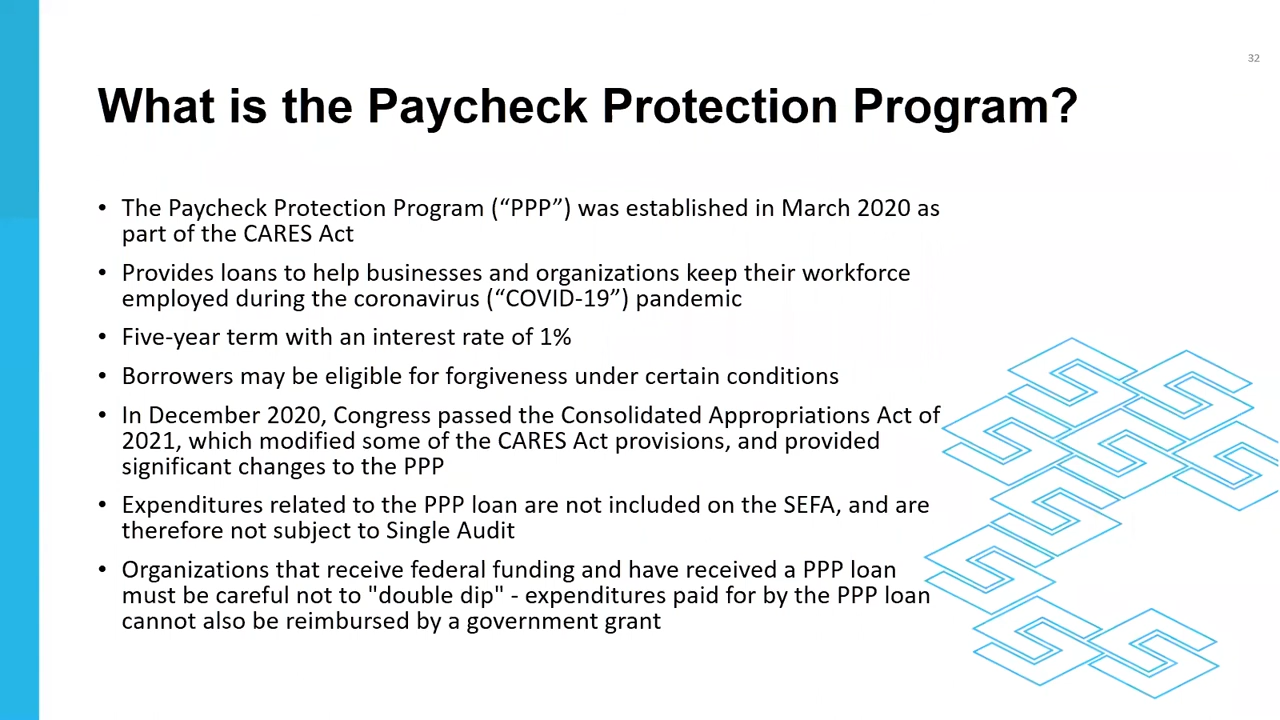 32
What is the Paycheck Protection Program?
• The Paycheck Protection Program (“PPP”) was established in March 2020 as
part of the CARES Act
• Provides loans to help businesses and organizations keep their workforce
employed during the coronavirus (“COVID-19”) pandemic
• Five-year term with an interest rate of 1%
• Borrowers may be eligible for forgiveness under certain conditions
• In December 2020, Congress passed the Consolidated Appropriations Act of
2021, which modified some of the CARES Act provisions, and provided
significant changes to the PPP
• Expenditures related to the PPP loan are not included on the SEFA, and are
therefore not subject to Single Audit
• Organizations that receive federal funding and have received a PPP loan
must be careful not to "double dip" - expenditures paid for by the PPP loan
cannot also be reimbursed by a government grant